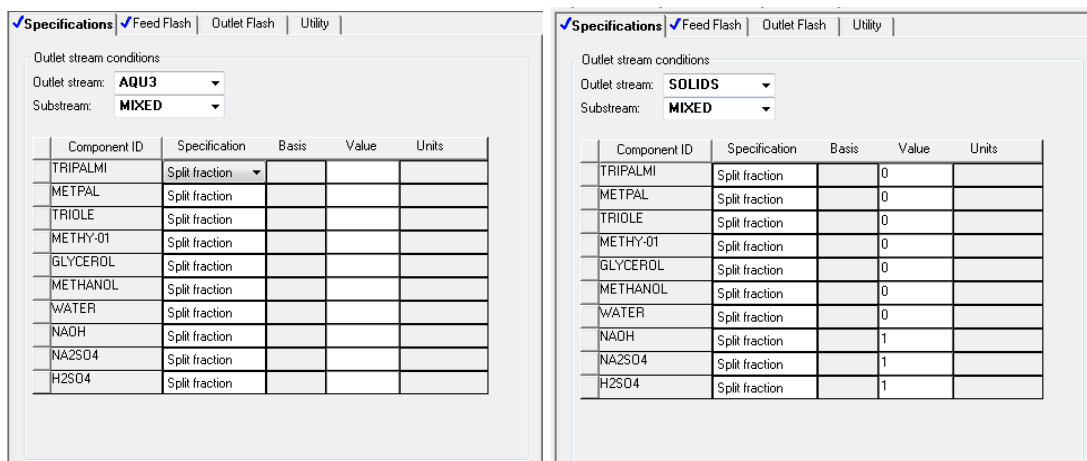 Specifications Feed Flash Outlet Flash Utility
Outlet stream conditions
Outlet stream: AQU3
Substream: MIXED
Component ID Specification Basis Value Units
TRIPALMI Split fraction
METPAL Split fraction
TRIOLE Split fraction
METHY-01 Split fraction
GLYCEROL Split fraction
METHANOL Split fraction
WATER Split fraction
NAOH Split fraction
NA2SO4 Split fraction
H2SO4 Split fraction
Specifications Feed Flash Outlet Flash Utility
Outlet stream conditions
Outlet stream: SOLIDS
Substream: MIXED
Component ID Specification Basis Value Units
TRIPALMI Split fraction 0
METPAL Split fraction 0
TRIOLE Split fraction 0
METHY-01 Split fraction 0
GLYCEROL Split fraction 0
METHANOL Split fraction 0
WATER Split fraction 0
NAOH Split fraction 1
NA2SO4 Split fraction 1
H2SO4 Split fraction 1